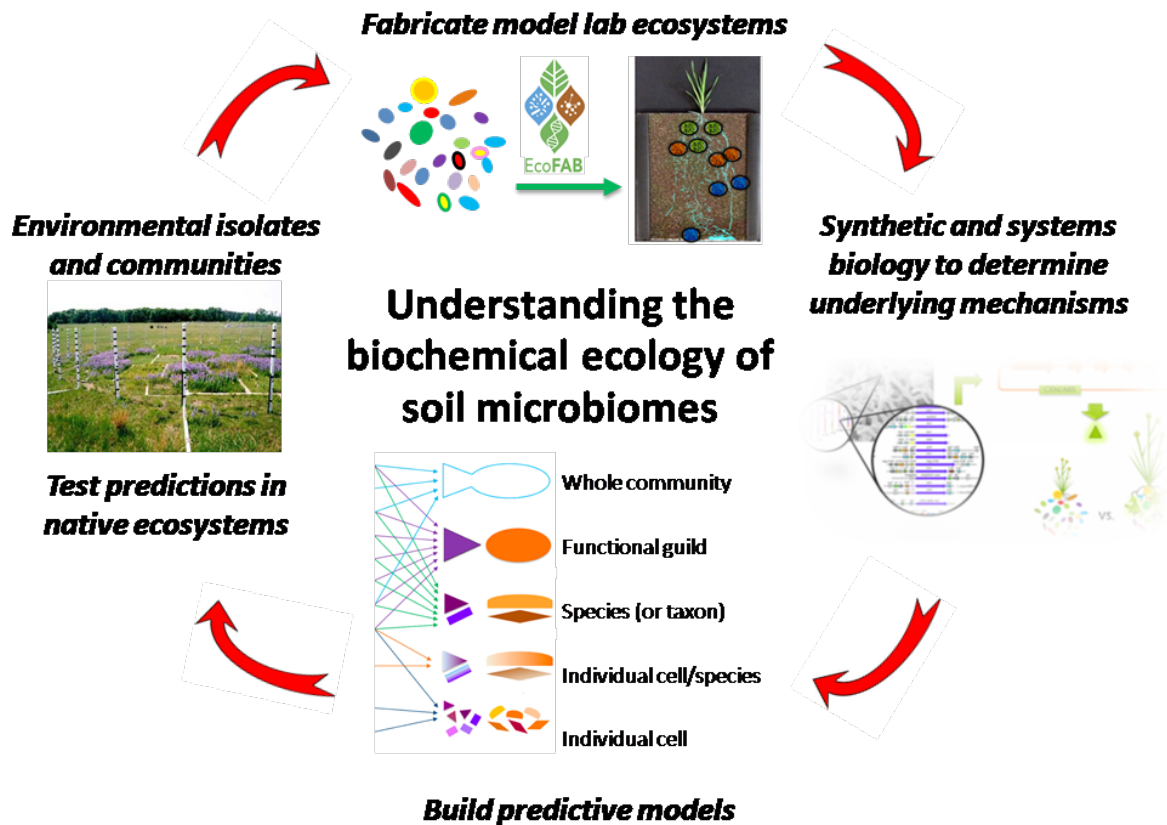 Fabricate model lab ecosystems
EcoFAB
Environmental isolates
and communities
Synthetic and systems
biology to determine
underlying mechanisms
Understanding the
biochemical ecology of
soil microbiomes
Test predictions in
native ecosystems
VS.
Whole community
Functional guild
Species (or taxon)
Individual cell/species
Individual cell
Build predictive models